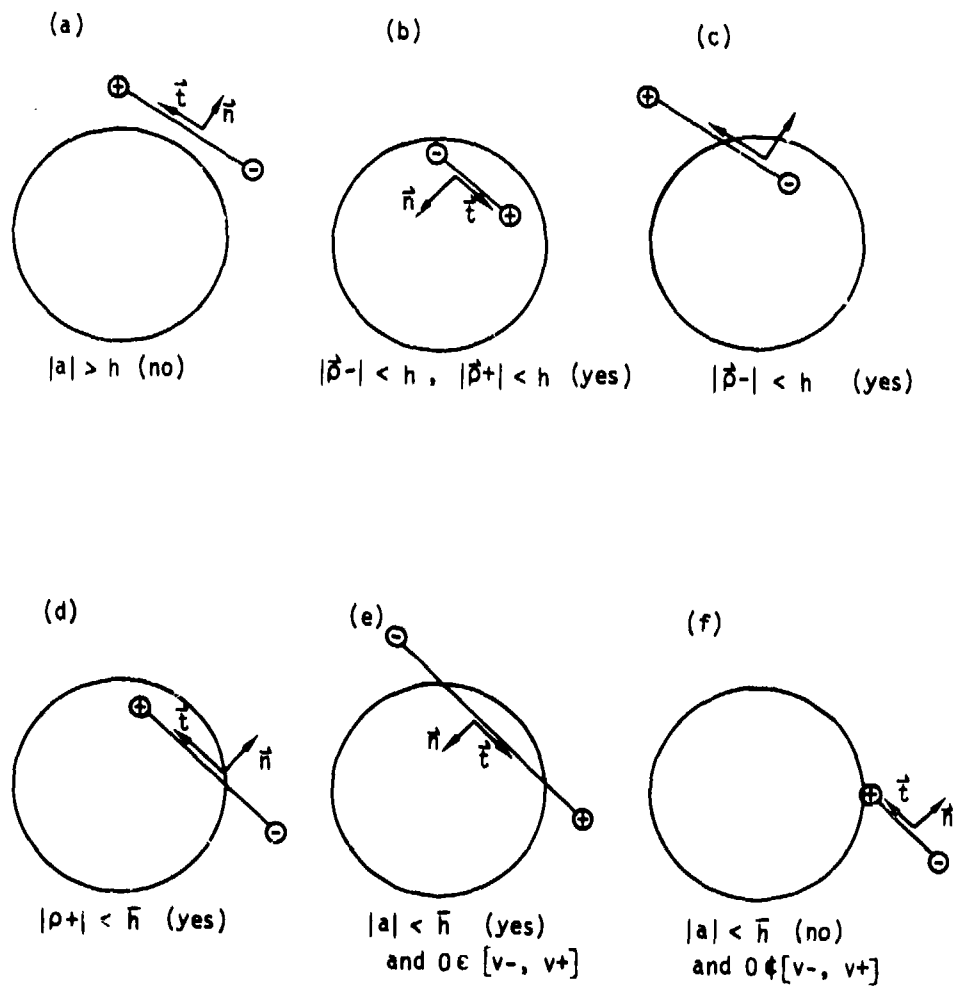 (a)
(b)
(c)
+ t⃗ n⃗ -
- n⃗ t⃗ +
+ -
|a| > h (no)
|ρ⃗-| < h , |ρ⃗+| < h (yes)
|ρ⃗-| < h (yes)
(d)
(e)
(f)
+ t⃗ n⃗ -
- n⃗ t⃗ +
+ t⃗ n⃗ -
|ρ+| < h̄ (yes)
|a| < h̄ (yes)
and 0 ϵ [v-, v+]
|a| < h̄ (no)
and 0 ∉ [v-, v+]